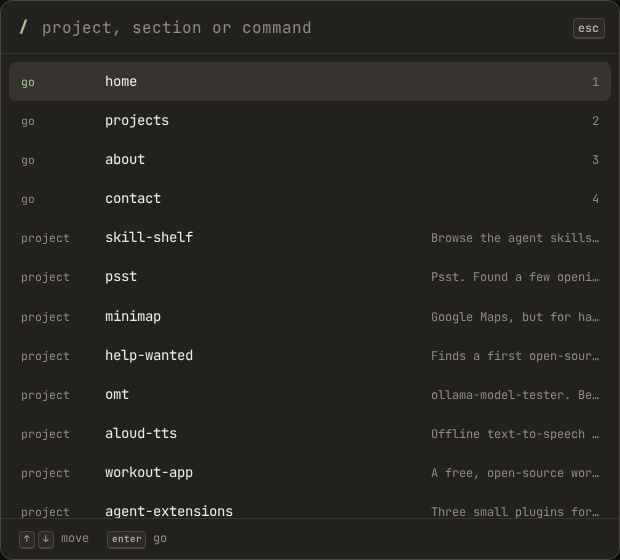 / project, section or command esc
go home 1
go projects 2
go about 3
go contact 4
project skill-shelf Browse the agent skills…
project psst Psst. Found a few openi…
project minimap Google Maps, but for ha…
project help-wanted Finds a first open-sour…
project omt ollama-model-tester. Be…
project aloud-tts Offline text-to-speech …
project workout-app A free, open-source wor…
project agent-extensions Three small plugins for…
↑ ↓ move enter go